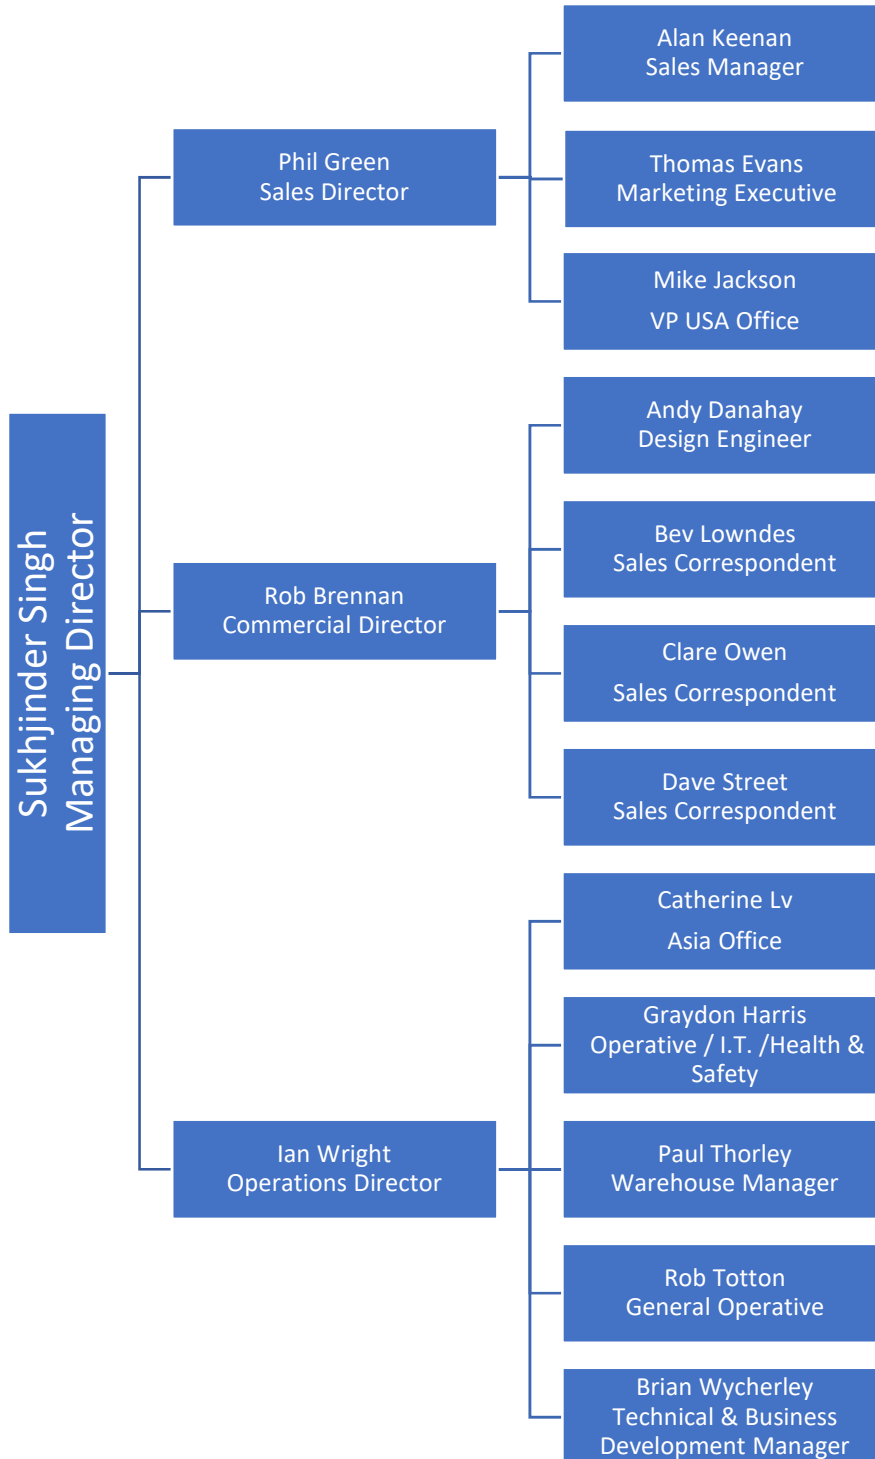 Sukhjinder Singh
Managing Director
Phil Green
Sales Director
Alan Keenan
Sales Manager
Thomas Evans
Marketing Executive
Mike Jackson
VP USA Office
Rob Brennan
Commercial Director
Andy Danahay
Design Engineer
Bev Lowndes
Sales Correspondent
Clare Owen
Sales Correspondent
Dave Street
Sales Correspondent
Ian Wright
Operations Director
Catherine Lv
Asia Office
Graydon Harris
Operative / I.T. /Health &
Safety
Paul Thorley
Warehouse Manager
Rob Totton
General Operative
Brian Wycherley
Technical & Business
Development Manager